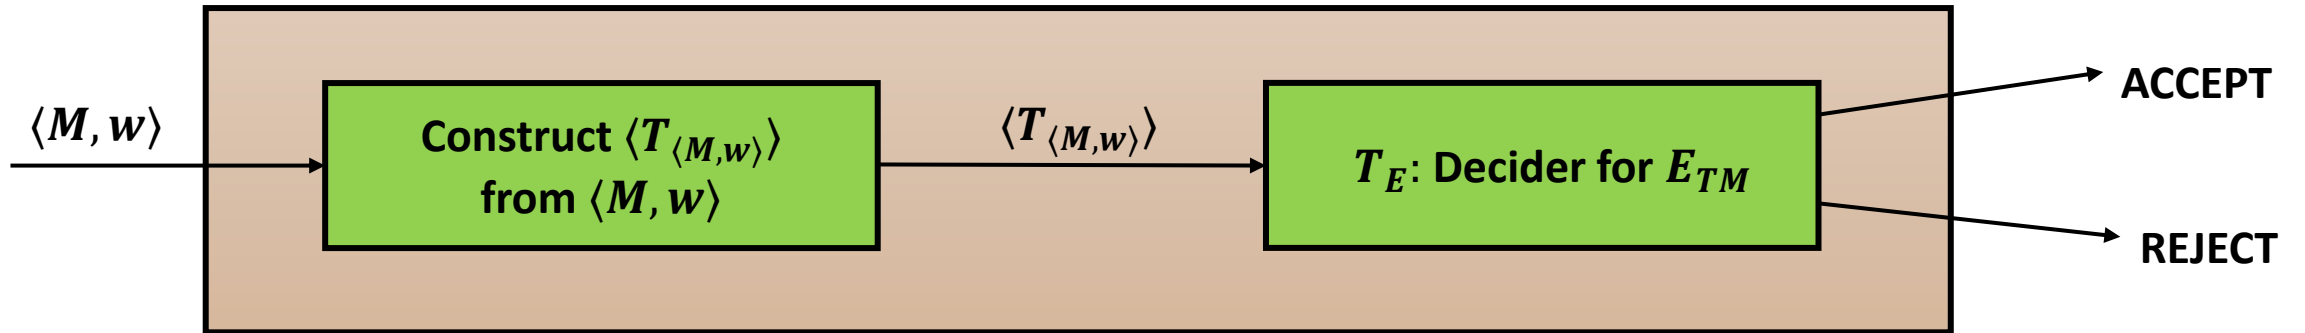 ⟨M, w⟩
Construct ⟨T⟨M,w⟩⟩
from ⟨M, w⟩
⟨T⟨M,w⟩⟩
T_E: Decider for E_TM
ACCEPT
REJECT